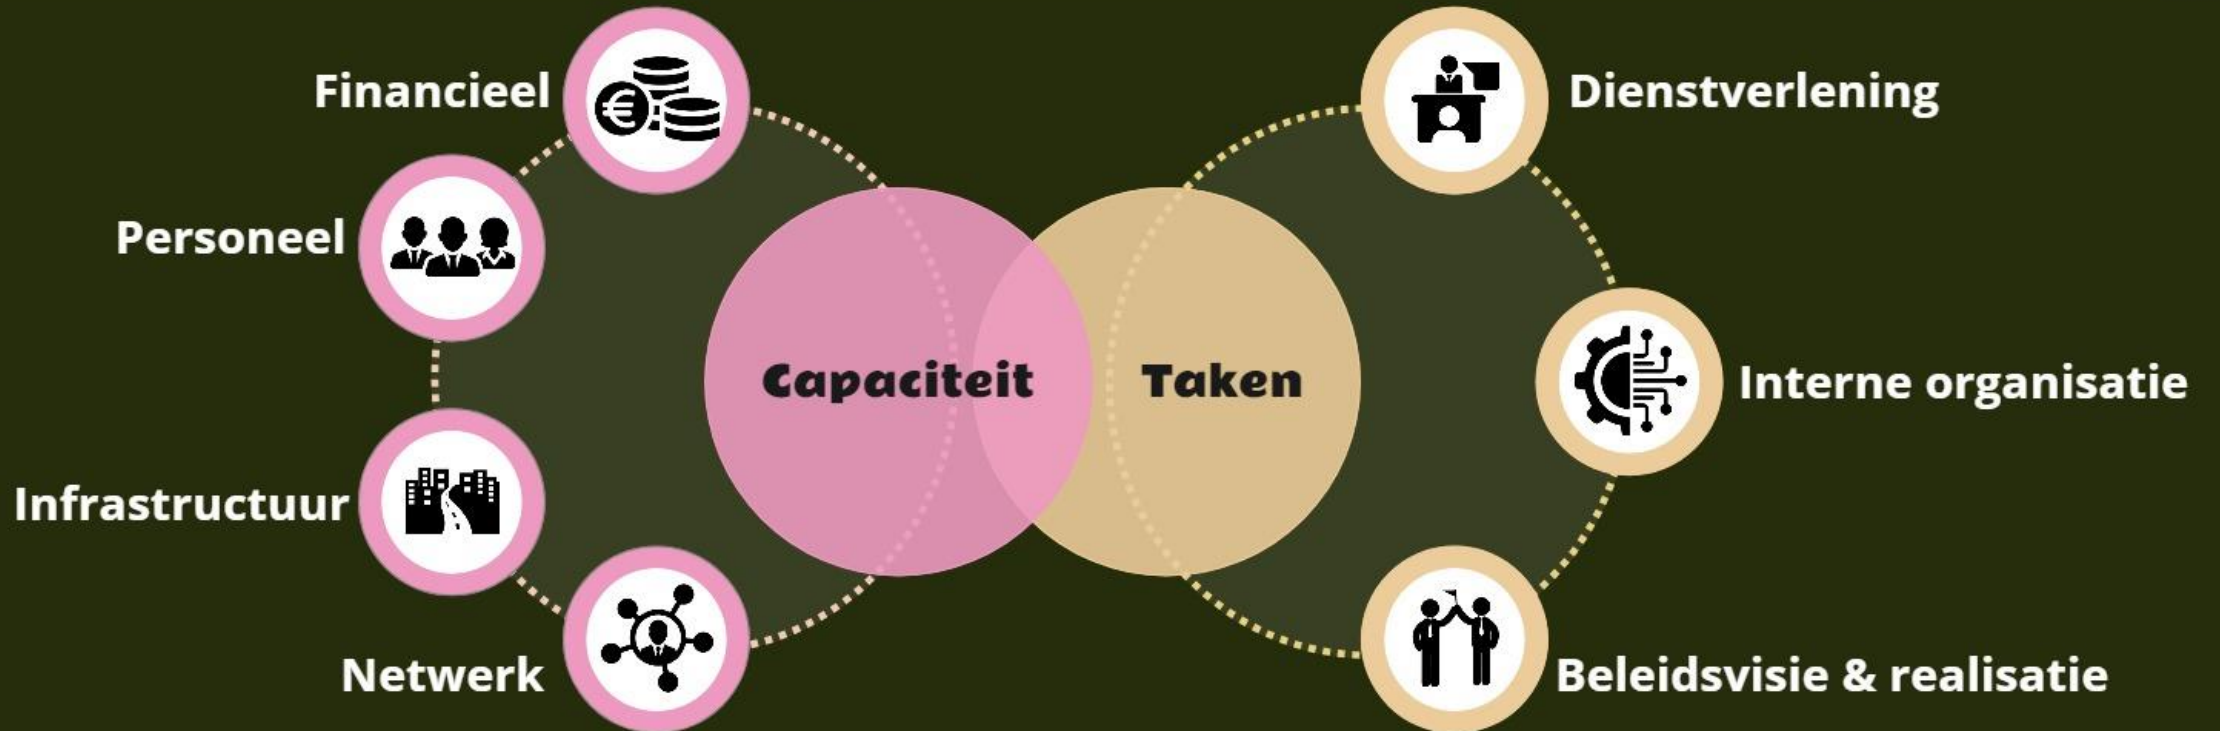 Financieel
Personeel
Infrastructuur
Netwerk
Capaciteit
Taken
Dienstverlening
Interne organisatie
Beleidsvisie & realisatie